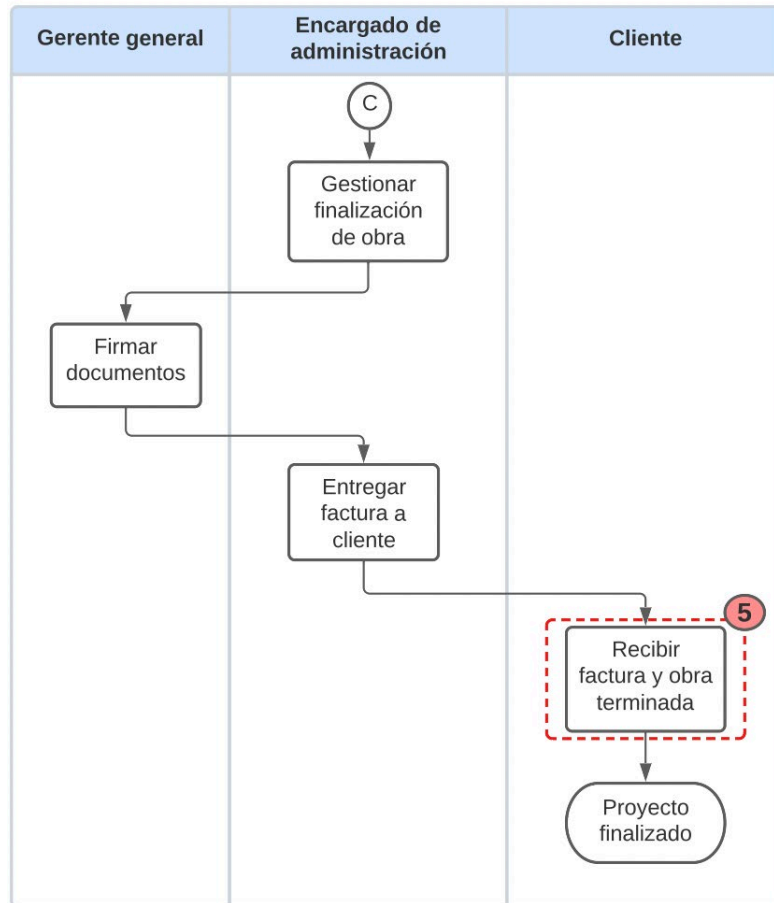 Gerente general
Encargado de
administración
Cliente
C
Gestionar
finalización
de obra
Firmar
documentos
Entregar
factura a
cliente
5
Recibir
factura y obra
terminada
Proyecto
finalizado